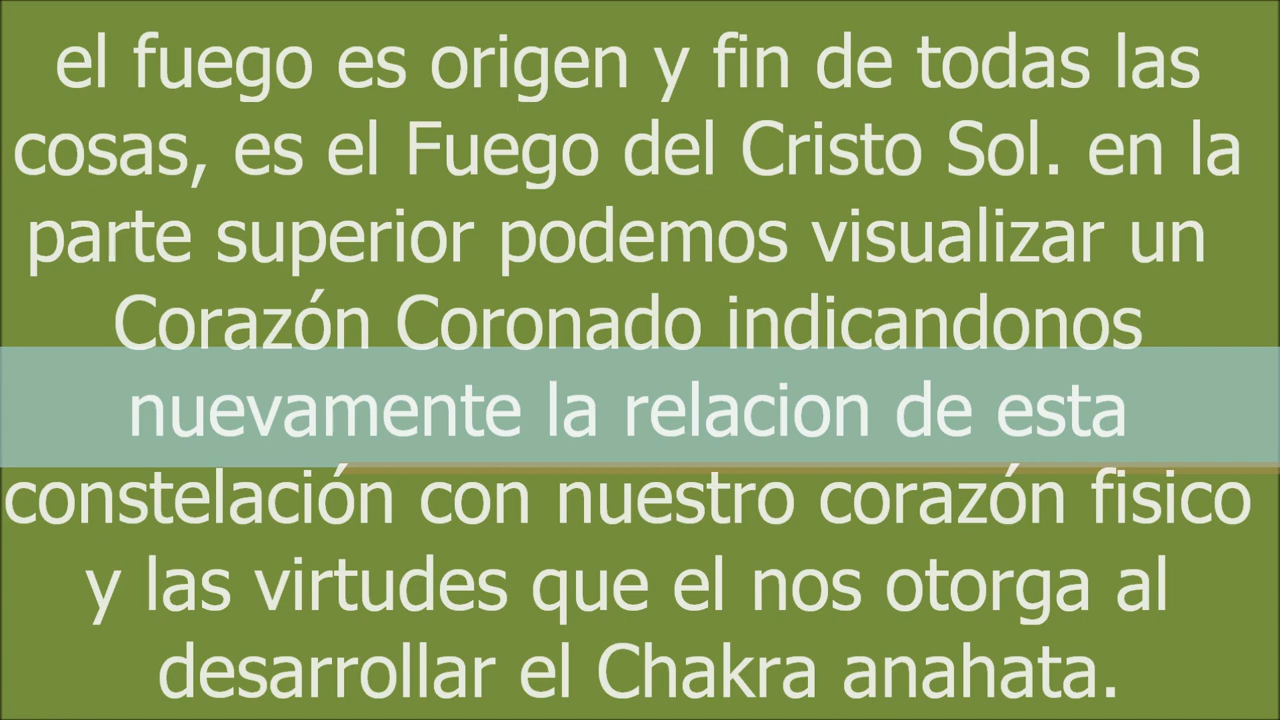 el fuego es origen y fin de todas las
cosas, es el Fuego del Cristo Sol. en la
parte superior podemos visualizar un
Corazón Coronado indicandonos
nuevamente la relacion de esta
constelación con nuestro corazón fisico
y las virtudes que el nos otorga al
desarrollar el Chakra anahata.